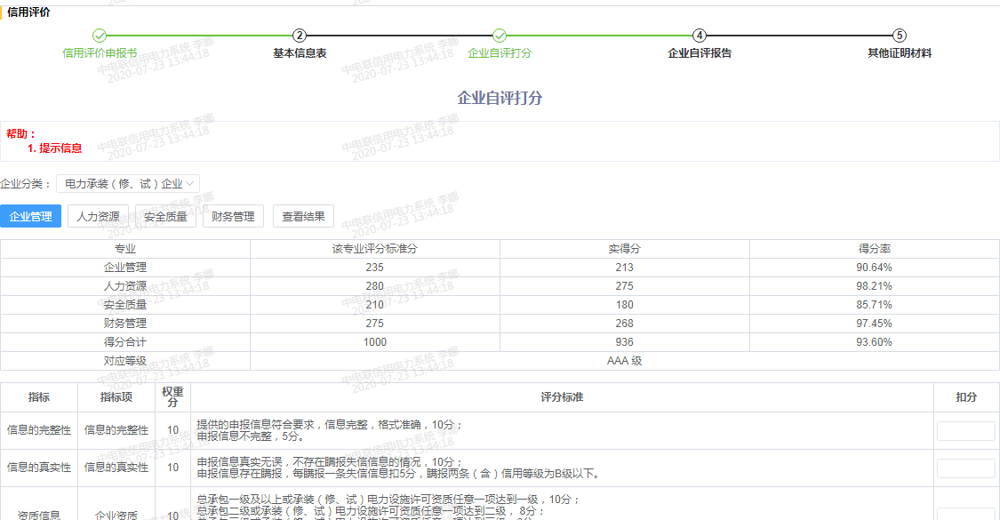 信用评价
2
4
5
信用评价申报书
基本信息表
企业自评打分
企业自评报告
其他证明材料
企业自评打分
帮助：
1. 提示信息
企业分类： 电力承装（修、试）企业
企业管理 人力资源 安全质量 财务管理 查看结果
专业 该专业评分标准分 实得分 得分率
企业管理 235 213 90.64%
人力资源 280 275 98.21%
安全质量 210 180 85.71%
财务管理 275 268 97.45%
得分合计 1000 936 93.60%
对应等级 AAA 级
指标 指标项 权重分 评分标准 扣分
信息的完整性 信息的完整性 10 提供的申报信息符合要求，信息完整，格式准确，10分；
申报信息不完整，5分。
信息的真实性 信息的真实性 10 申报信息真实无误，不存在瞒报失信信息的情况，10分；
申报信息存在瞒报，每瞒报一条失信信息扣5分，瞒报两条（含）信用等级为B级以下。
资质信息 企业资质 10 总承包一级及以上或承装（修、试）电力设施许可资质任意一项达到一级，10分；
总承包二级或承装（修、试）电力设施许可资质任意一项达到二级， 8分；
中电联信用电力系统 李娜
2020-07-23 13:44:18